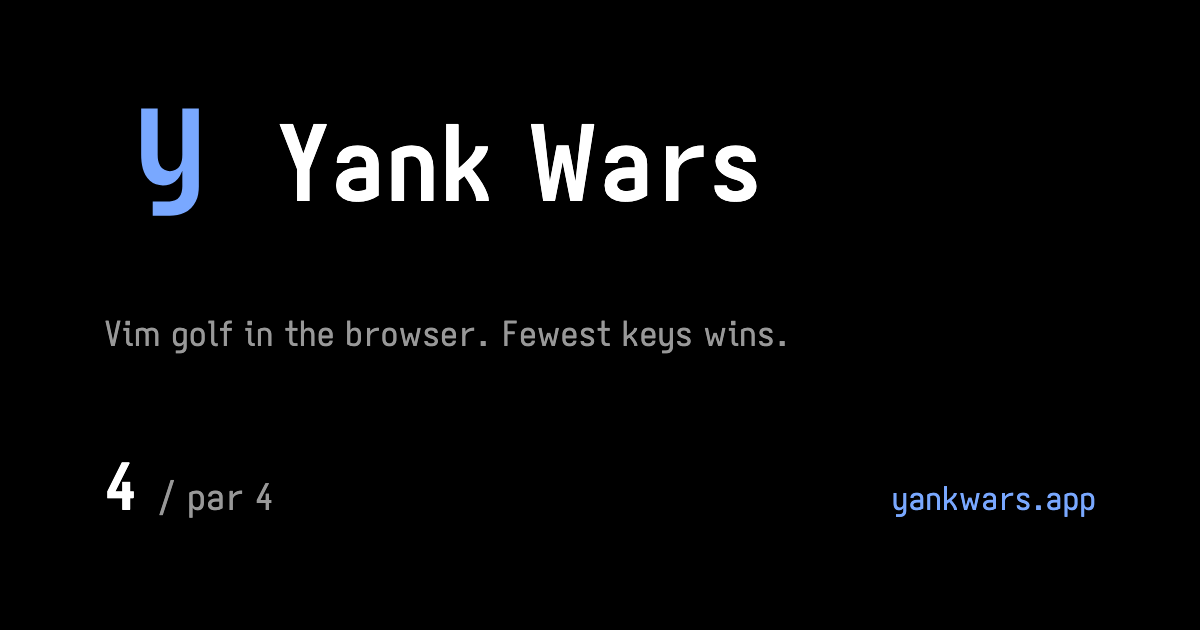 y Yank Wars
Vim golf in the browser. Fewest keys wins.
4 / par 4
yankwars.app